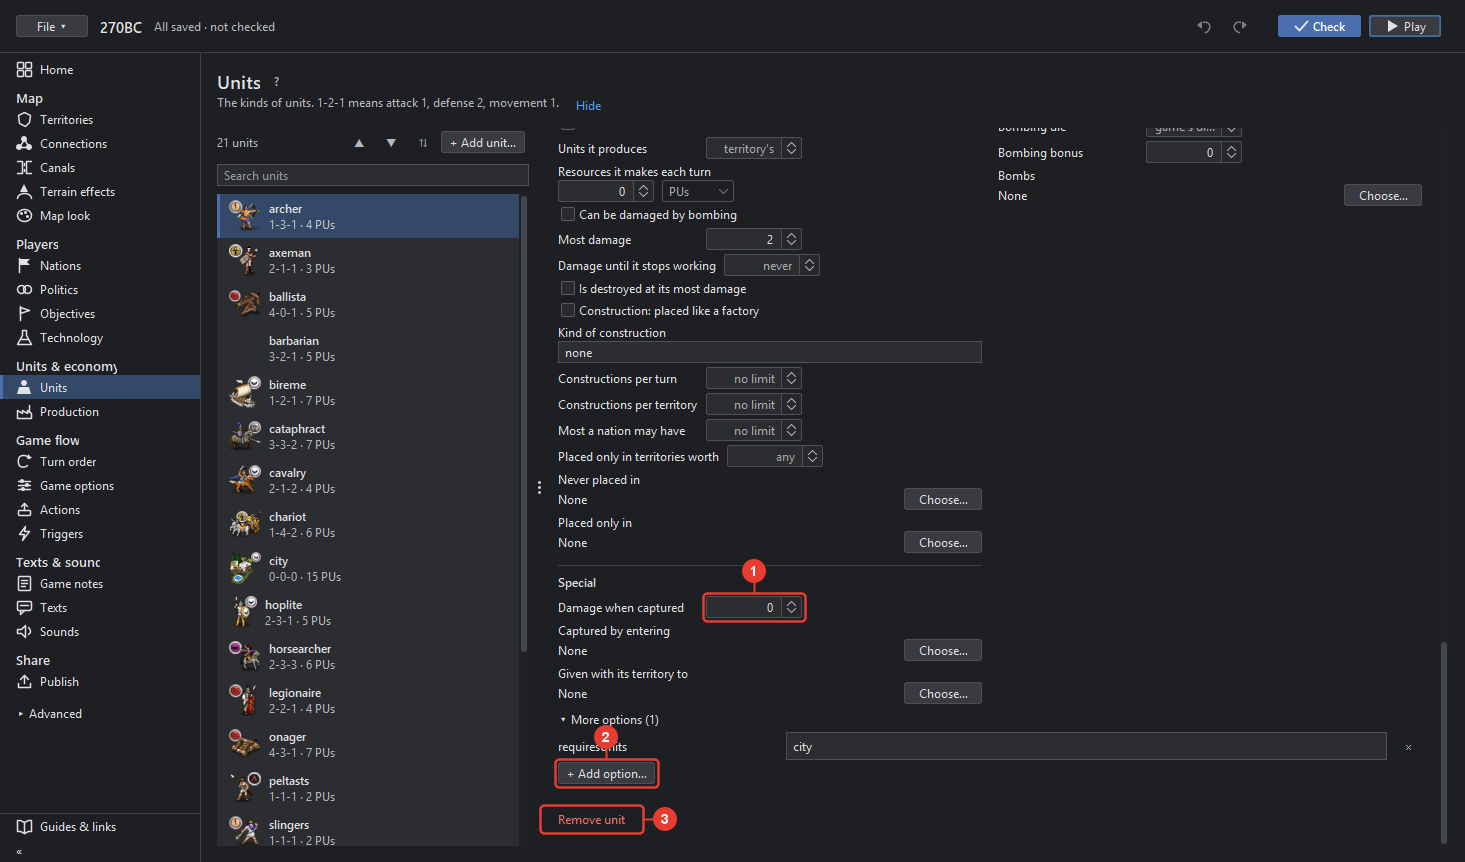 File ▾
270BC
All saved · not checked
Check
Play
Home
Map
Territories
Connections
Canals
Terrain effects
Map look
Players
Nations
Politics
Objectives
Technology
Units & economy
Units
Production
Game flow
Turn order
Game options
Actions
Triggers
Texts & sounc
Game notes
Texts
Sounds
Share
Publish
▸ Advanced
Guides & links
«
Units ?
The kinds of units. 1-2-1 means attack 1, defense 2, movement 1. Hide
21 units
+ Add unit...
Search units
archer
1-3-1 · 4 PUs
axeman
2-1-1 · 3 PUs
ballista
4-0-1 · 5 PUs
barbarian
3-2-1 · 5 PUs
bireme
1-2-1 · 7 PUs
cataphract
3-3-2 · 7 PUs
cavalry
2-1-2 · 4 PUs
chariot
1-4-2 · 6 PUs
city
0-0-0 · 15 PUs
hoplite
2-3-1 · 5 PUs
horsearcher
2-3-3 · 6 PUs
legionaire
2-2-1 · 4 PUs
onager
4-3-1 · 7 PUs
peltasts
1-1-1 · 2 PUs
slingers
1-1-1 · 2 PUs
Units it produces territory's
Resources it makes each turn
0 PUs
Can be damaged by bombing
Most damage 2
Damage until it stops working never
Is destroyed at its most damage
Construction: placed like a factory
Kind of construction
none
Constructions per turn no limit
Constructions per territory no limit
Most a nation may have no limit
Placed only in territories worth any
Never placed in
None Choose...
Placed only in
None Choose...
Special
1
Damage when captured 0
Captured by entering
None Choose...
Given with its territory to
None Choose...
▾ More options (1)
2
city ×
+ Add option...
Remove unit 3
Bombing die game's di...
Bombing bonus 0
Bombs
None Choose...